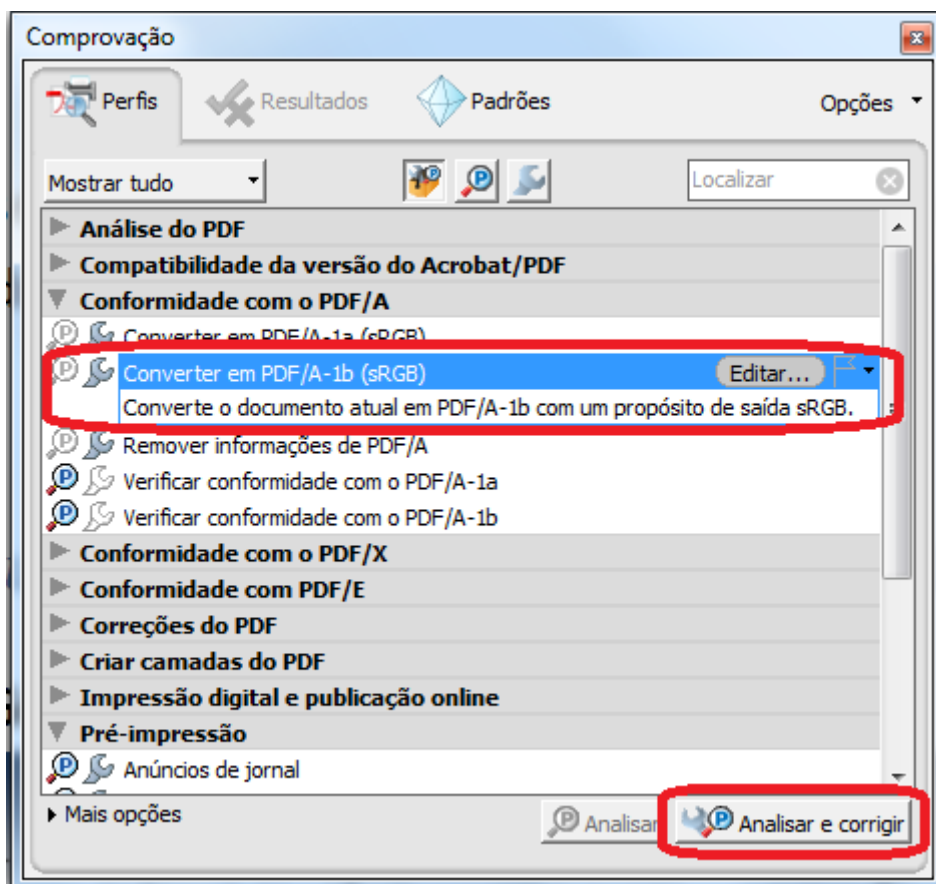 Comprovação
Perfis Resultados Padrões Opções
Mostrar tudo Localizar
Análise do PDF
Compatibilidade da versão do Acrobat/PDF
Conformidade com o PDF/A
Converter em PDF/A-1a (sRGB)
Converter em PDF/A-1b (sRGB) Editar...
Converte o documento atual em PDF/A-1b com um propósito de saída sRGB.
Remover informações de PDF/A
Verificar conformidade com o PDF/A-1a
Verificar conformidade com o PDF/A-1b
Conformidade com o PDF/X
Conformidade com PDF/E
Correções do PDF
Criar camadas do PDF
Impressão digital e publicação online
Pré-impressão
Anúncios de jornal
Mais opções Analisar Analisar e corrigir